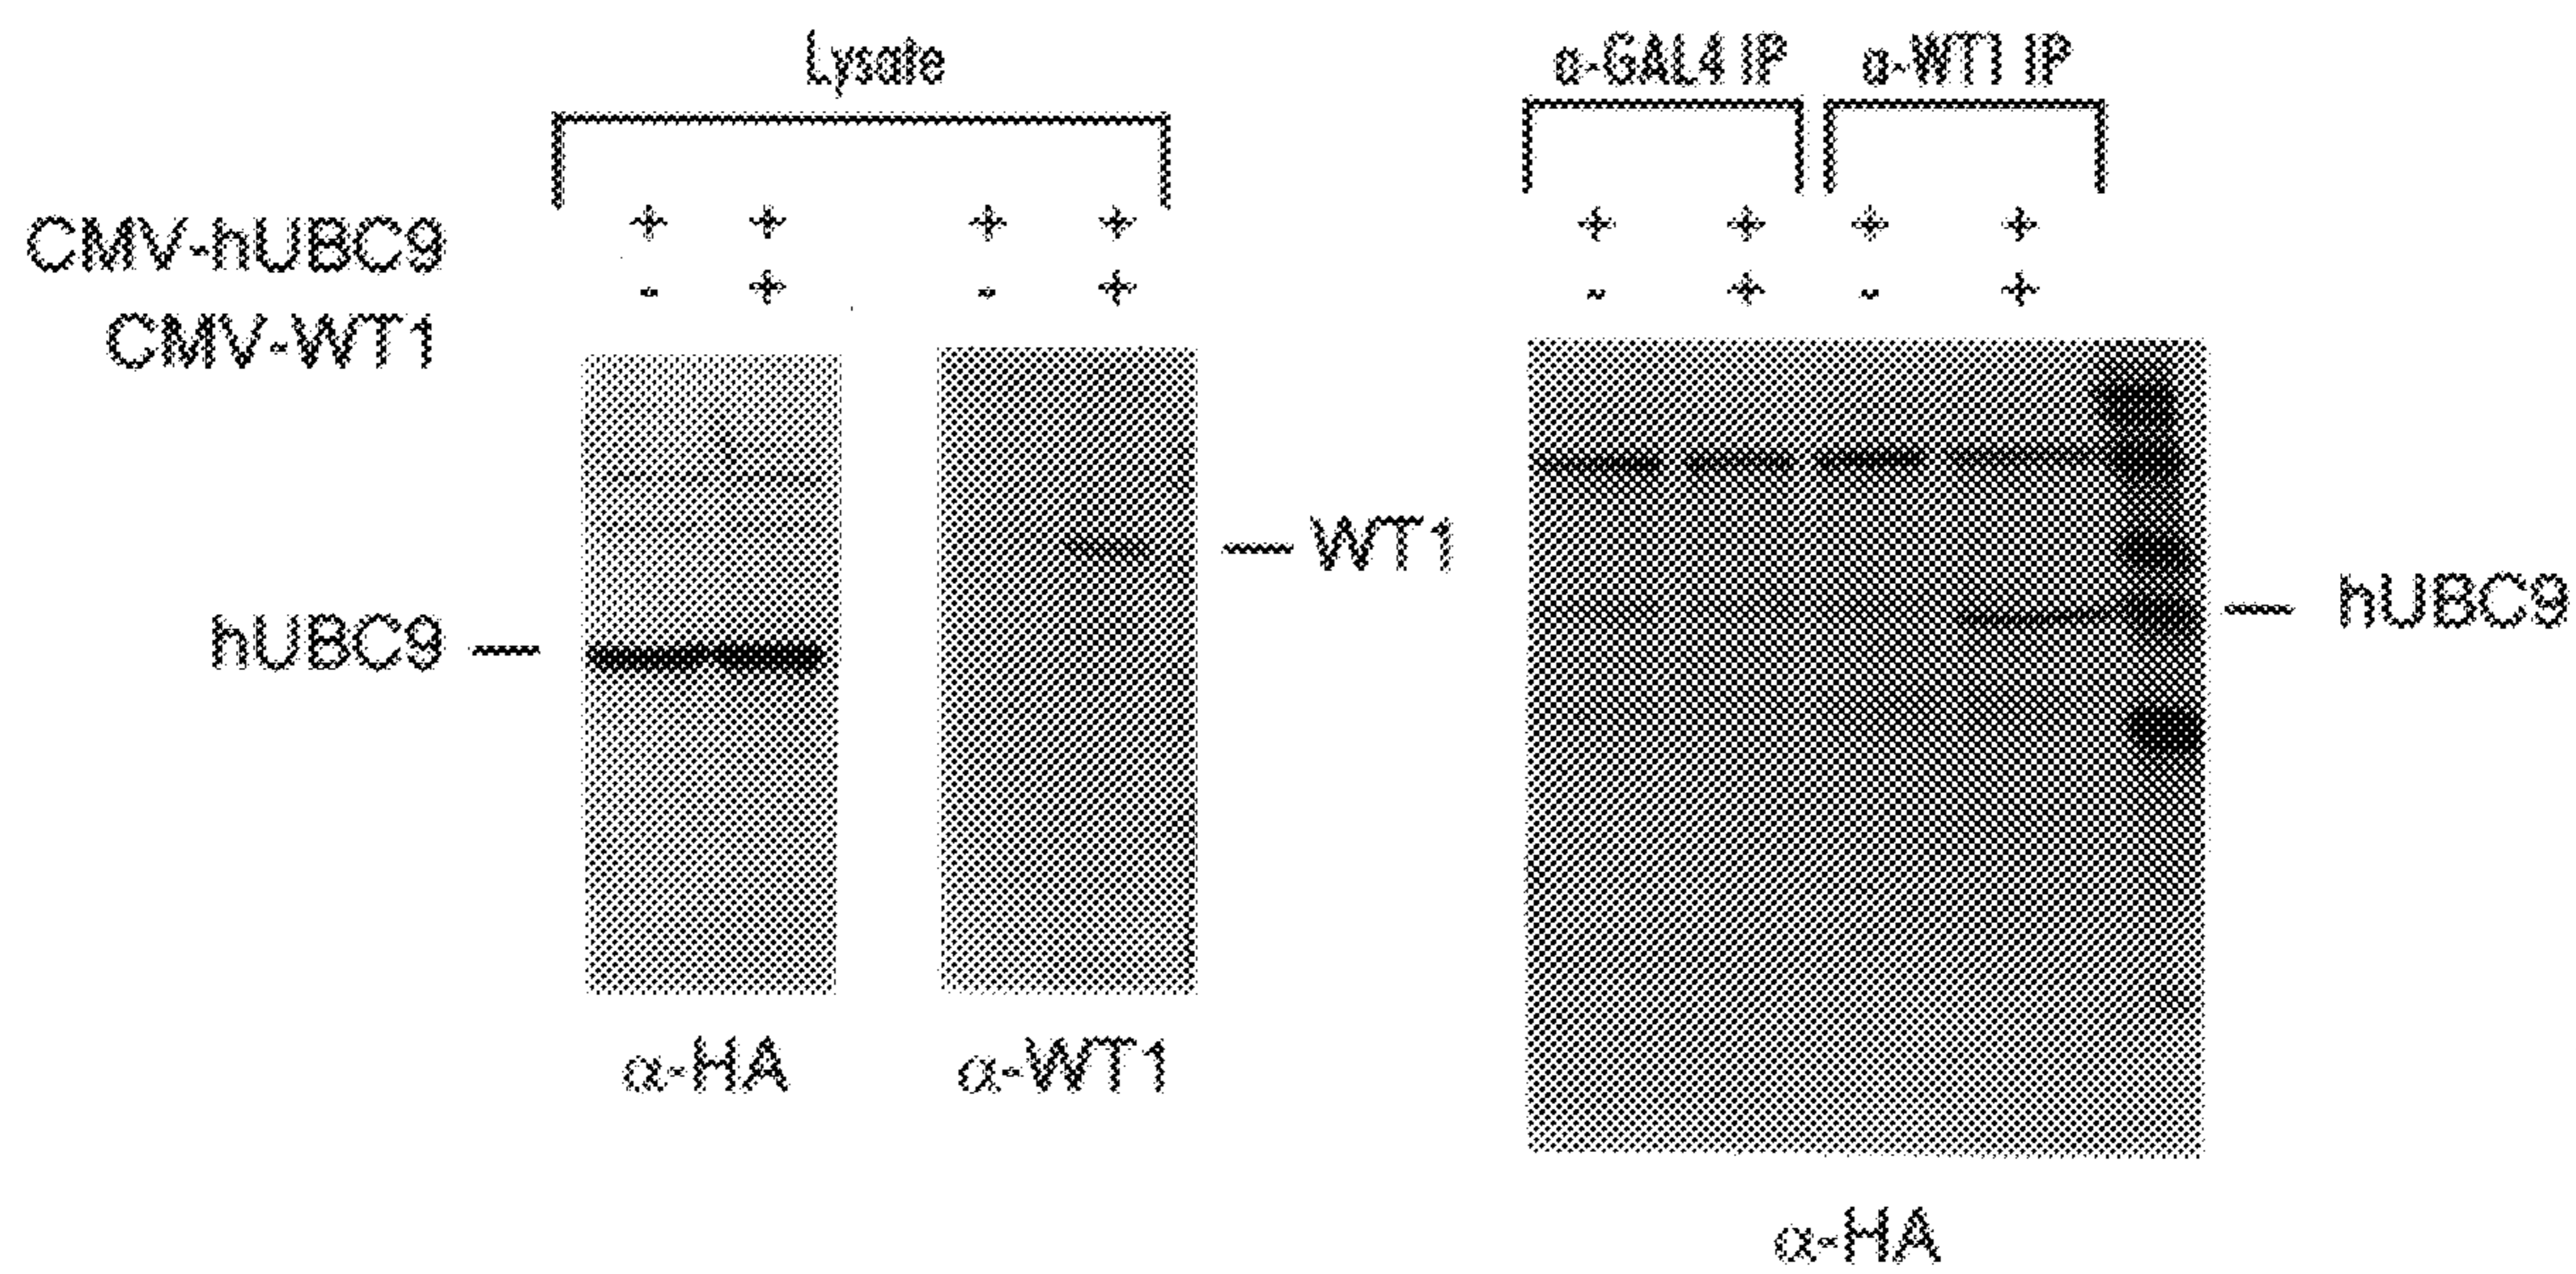 Lysate
α-GAL4 IP α-WT1 IP
CMV-hUBC9 + + + + + + + +
CMV-WT1 - + - + - + - +
WT1
hUBC9
hUBC9
α-HA α-WT1
α-HA